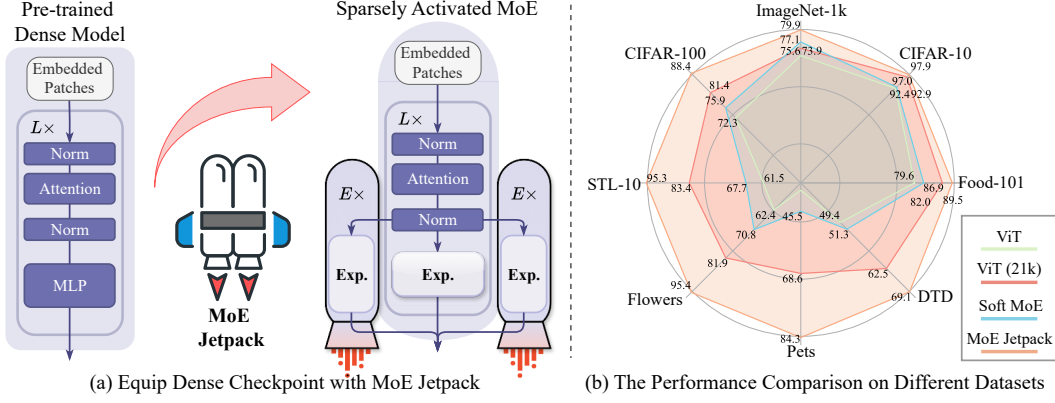 Pre-trained
Dense Model
Embedded
Patches
L×
Norm
Attention
Norm
MLP
MoE
Jetpack
Sparsely Activated MoE
Embedded
Patches
L×
Norm
Attention
E×
Norm
E×
Exp.
Exp.
Exp.
(a) Equip Dense Checkpoint with MoE Jetpack
ImageNet-1k
79.9
77.1
75.6 73.9
CIFAR-100
88.4
81.4
75.9
72.3
CIFAR-10
97.9
97.0
92.4 92.9
STL-10
95.3
83.4
67.7
61.5
Food-101
79.6
86.9
82.0
89.5
Flowers
95.4
81.9
70.8
62.4
Pets
84.3
68.6
45.5
DTD
69.1
62.5
51.3
49.4
ViT
ViT (21k)
Soft MoE
MoE Jetpack
(b) The Performance Comparison on Different Datasets